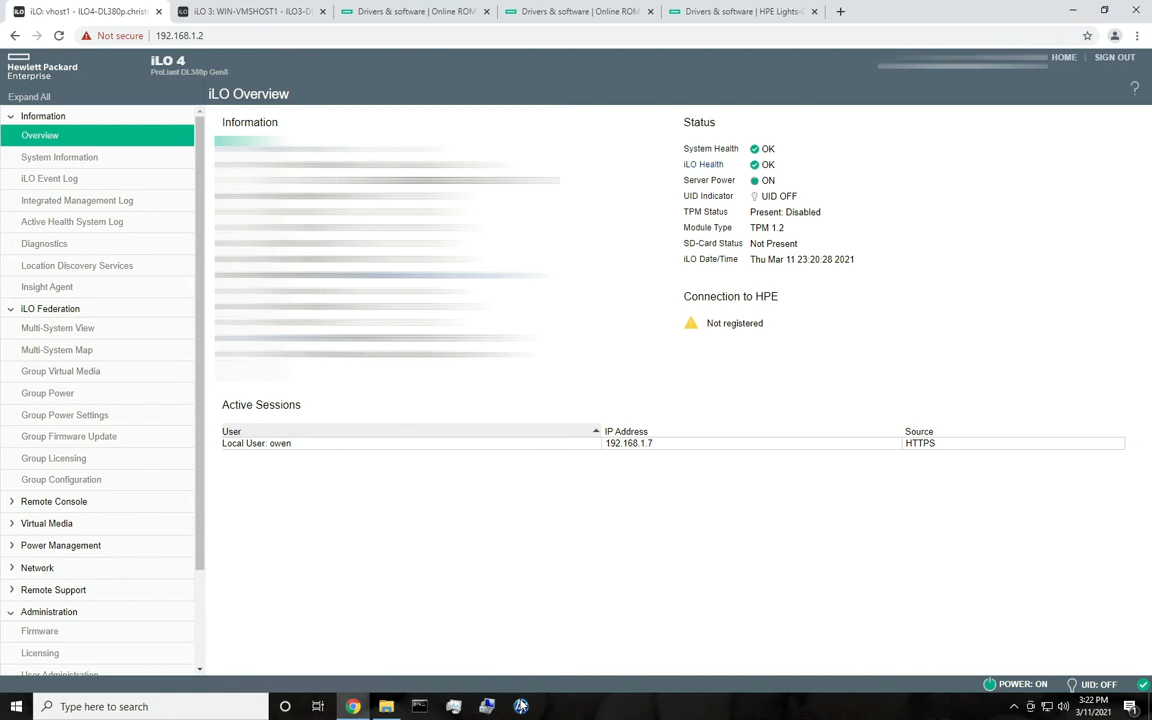 iLO: vhost1 - ILO4-DL380p.christ
iLO 3: WIN-VMSHOST1 - ILO3-D
Drivers & software | Online ROM
Drivers & software | Online ROM
Drivers & software | HPE Lights-
Not secure | 192.168.1.2
Hewlett Packard
Enterprise
iLO 4
ProLiant DL380p Gen8
HOME | SIGN OUT
Expand All
iLO Overview
?
Information
Overview
System Information
iLO Event Log
Integrated Management Log
Active Health System Log
Diagnostics
Location Discovery Services
Insight Agent
iLO Federation
Multi-System View
Multi-System Map
Group Virtual Media
Group Power
Group Power Settings
Group Firmware Update
Group Licensing
Group Configuration
Remote Console
Virtual Media
Power Management
Network
Remote Support
Administration
Firmware
Licensing
User Administration
Information
Status
System Health OK
iLO Health OK
Server Power ON
UID Indicator UID OFF
TPM Status Present: Disabled
Module Type TPM 1.2
SD-Card Status Not Present
iLO Date/Time Thu Mar 11 23:20:28 2021
Connection to HPE
Not registered
Active Sessions
User IP Address Source
Local User: owen 192.168.1.7 HTTPS
POWER: ON UID: OFF
Type here to search
3:22 PM
3/11/2021